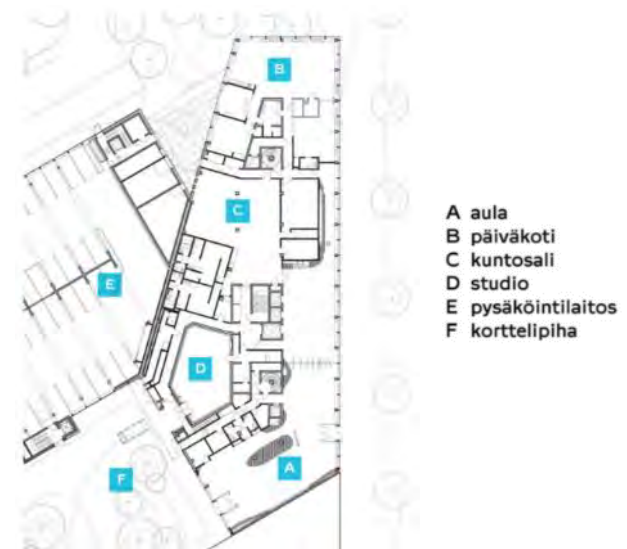 B
C
E
D
A
F
A aula
B päiväkoti
C kuntosali
D studio
E pysäköintilaitos
F korttelipiha